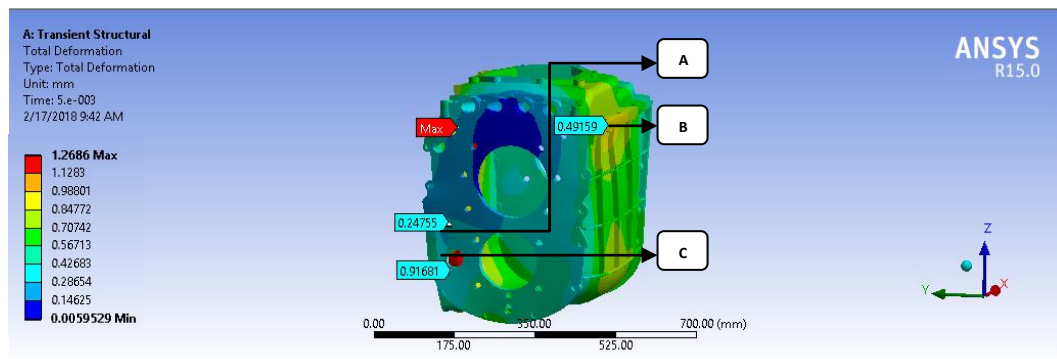 A: Transient Structural
Total Deformation
Type: Total Deformation
Unit: mm
Time: 5.e-003
2/17/2018 9:42 AM
1.2686 Max
1.1283
0.98801
0.84772
0.70742
0.56713
0.42683
0.28654
0.14625
0.0059529 Min
ANSYS
R15.0
A
Max
0.49159
B
0.24755
C
0.91681
Z
Y
X
0.00 350.00 700.00 (mm)
175.00 525.00